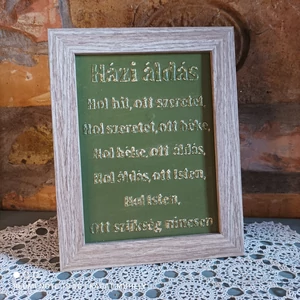 Házi áldás
Hol hit, ott szeretet,
Hol szeretet, ott béke,
Hol béke, ott áldás,
Hol áldás, ott Isten,
Hol Isten,
Ott szükség nincsen